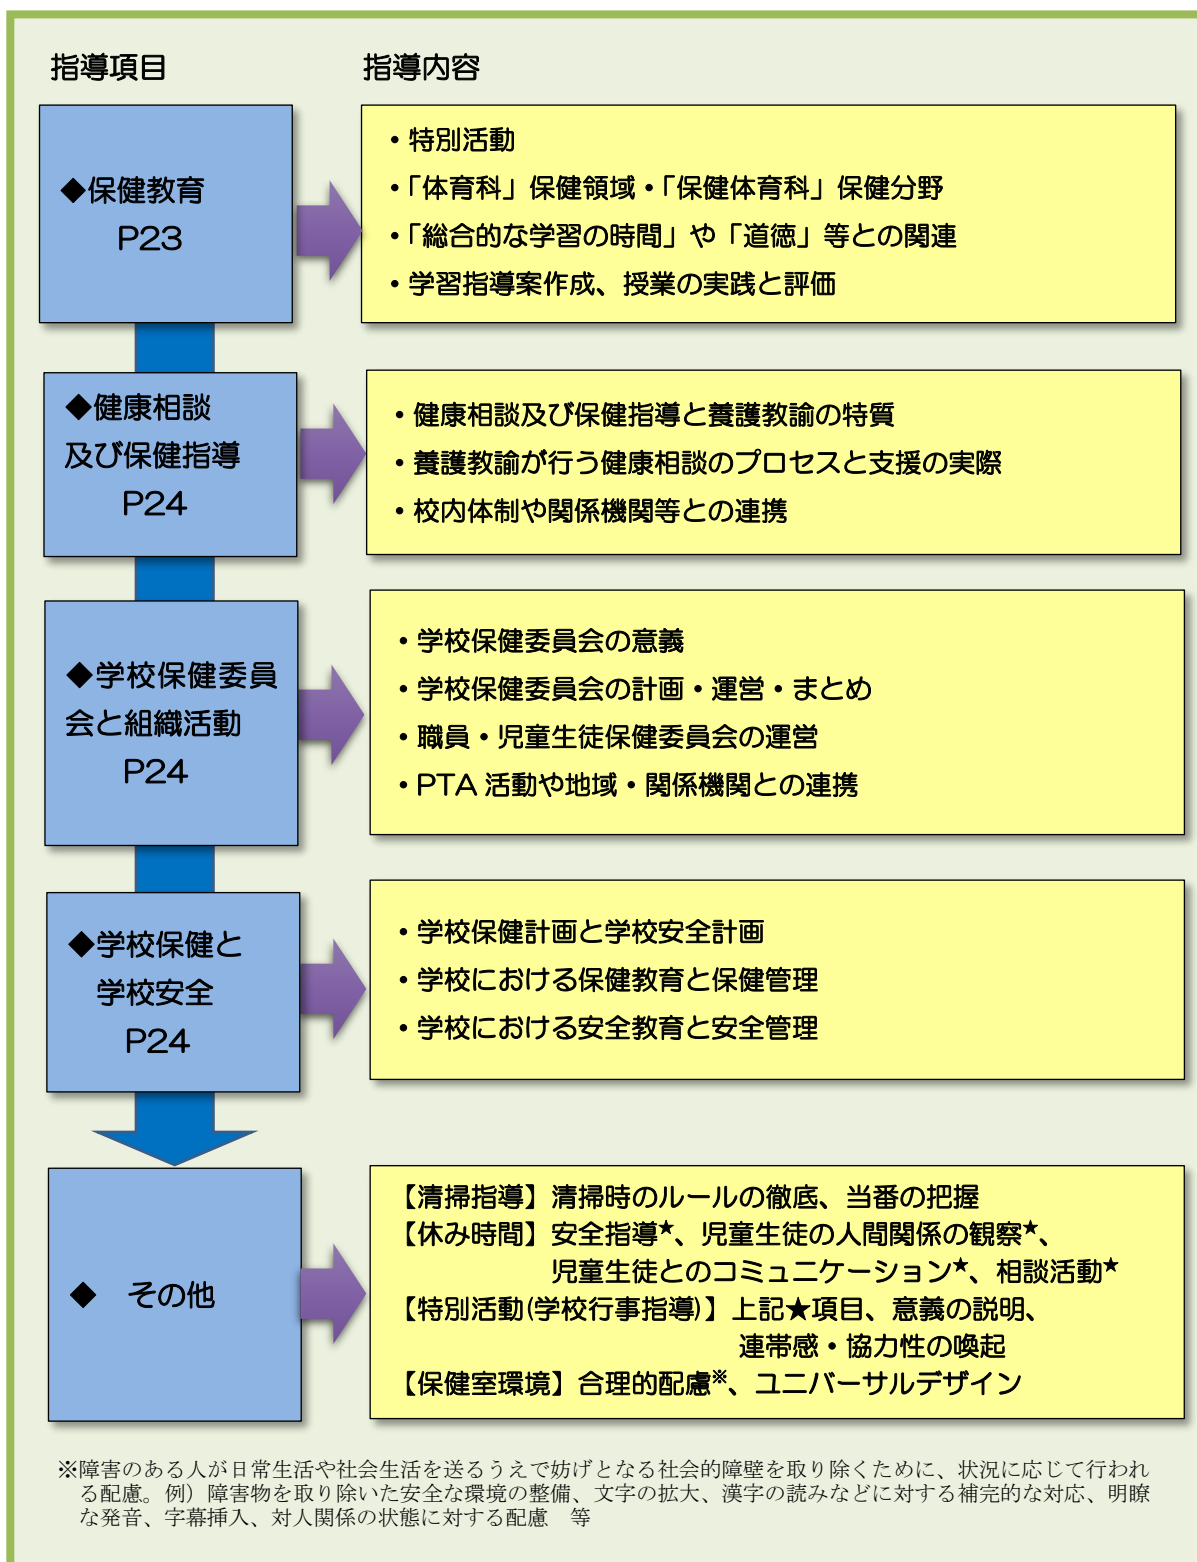 指導項目
指導内容
◆保健教育
P23
・特別活動
・「体育科」保健領域・「保健体育科」保健分野
・「総合的な学習の時間」や「道徳」等との関連
・学習指導案作成、授業の実践と評価
◆健康相談
及び保健指導
P24
・健康相談及び保健指導と養護教諭の特質
・養護教諭が行う健康相談のプロセスと支援の実際
・校内体制や関係機関等との連携
◆学校保健委員
会と組織活動
P24
・学校保健委員会の意義
・学校保健委員会の計画・運営・まとめ
・職員・児童生徒保健委員会の運営
・PTA 活動や地域・関係機関との連携
◆学校保健と
学校安全
P24
・学校保健計画と学校安全計画
・学校における保健教育と保健管理
・学校における安全教育と安全管理
◆　その他
【清掃指導】清掃時のルールの徹底、当番の把握
【休み時間】安全指導★、児童生徒の人間関係の観察★、
児童生徒とのコミュニケーション★、相談活動★
【特別活動(学校行事指導)】上記★項目、意義の説明、
連帯感・協力性の喚起
【保健室環境】合理的配慮※、ユニバーサルデザイン
※障害のある人が日常生活や社会生活を送るうえで妨げとなる社会的障壁を取り除くために、状況に応じて行われ
る配慮。例）障害物を取り除いた安全な環境の整備、文字の拡大、漢字の読みなどに対する補完的な対応、明瞭
な発音、字幕挿入、対人関係の状態に対する配慮　等